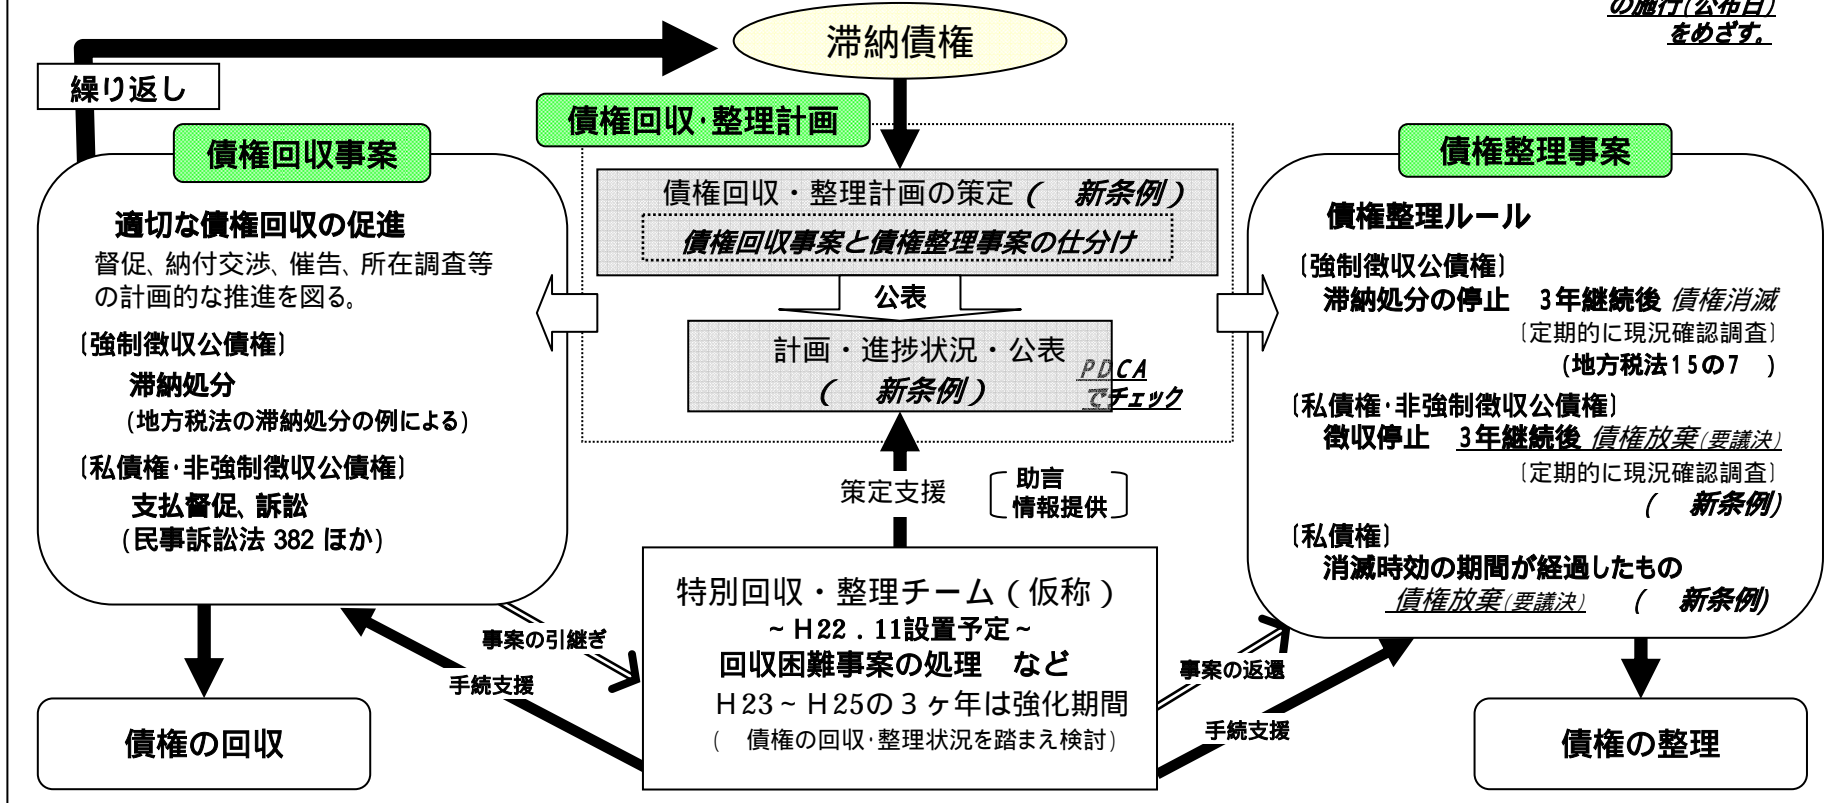 の施行(公布日)
をめざす。
滞納債権
繰り返し
債権回収・整理計画
債権回収・整理計画の策定（　新条例）
債権回収事案と債権整理事案の仕分け
公表
計画・進捗状況・公表
（　新条例）
PDCA
でチェック
債権回収事案
適切な債権回収の促進
督促、納付交渉、催告、所在調査等
の計画的な推進を図る。
〔強制徴収公債権〕
滞納処分
(地方税法の滞納処分の例による)
〔私債権・非強制徴収公債権〕
支払督促、訴訟
(民事訴訟法 382 ほか)
債権整理事案
債権整理ルール
〔強制徴収公債権〕
滞納処分の停止　3年継続後 債権消滅
〔定期的に現況確認調査〕
(地方税法15の7　)
〔私債権・非強制徴収公債権〕
徴収停止　3年継続後 債権放棄(要議決)
〔定期的に現況確認調査〕
(　新条例)
〔私債権〕
消滅時効の期間が経過したもの
債権放棄(要議決)　(　新条例)
策定支援
助言
情報提供
特別回収・整理チーム（仮称）
~Ｈ22．11設置予定~
回収困難事案の処理　など
Ｈ23~Ｈ25の３ヶ年は強化期間
(　債権の回収・整理状況を踏まえ検討)
事案の引継ぎ
手続支援
事案の返還
手続支援
債権の回収
債権の整理